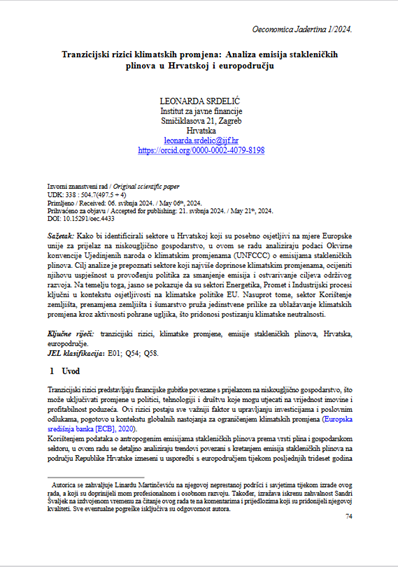 Oeconomica Jadertina 1/2024.
Tranzicijski rizici klimatskih promjena: Analiza emisija stakleničkih
plinova u Hrvatskoj i europodručju
LEONARDA SRDELIĆ
Institut za javne financije
Smičiklasova 21, Zagreb
Hrvatska
leonarda.srdelic@ijf.hr
https://orcid.org/0000-0002-4079-8198
Izvorni znanstveni rad / Original scientific paper
UDK: 338 : 504.7(497.5 + 4)
Primljeno / Received: 06. svibnja 2024. / May 06th, 2024.
Prihvaćeno za objavu / Accepted for publishing: 21. svibnja 2024. / May 21th, 2024.
DOI: 10.15291/oec.4433
Sažetak: Kako bi identificirali sektore u Hrvatskoj koji su posebno osjetljivi na mjere Europske
unije za prijelaz na niskougljično gospodarstvo, u ovom se radu analiziraju podaci Okvirne
konvencije Ujedinjenih naroda o klimatskim promjenama (UNFCCC) o emisijama stakleničkih
plinova. Cilj analize je prepoznati sektore koji najviše doprinose klimatskim promjenama, ocijeniti
njihovu uspješnost u provođenju politika za smanjenje emisija i ostvarivanje ciljeva održivog
razvoja. Na temelju toga, jasno se pokazuje da su sektori Energetika, Promet i Industrijski procesi
ključni u kontekstu osjetljivosti na klimatske politike EU. Nasuprot tome, sektor Korištenje
zemljišta, prenamjena zemljišta i šumarstvo pruža jedinstvene prilike za ublažavanje klimatskih
promjena kroz aktivnosti pohrane ugljika, što pridonosi postizanju klimatske neutralnosti.
Ključne riječi: tranzicijski rizici, klimatske promjene, emisije stakleničkih plinova, Hrvatska,
europodručje.
JEL klasifikacija: E01; Q54; Q58.
1 Uvod
Tranzicijski rizici predstavljaju financijske gubitke povezane s prijelazom na niskougljično gospodarstvo, što
može uključivati promjene u politici, tehnologiji i društvu koje mogu utjecati na vrijednost imovine i
profitabilnost poduzeća. Ovi rizici postaju sve važniji faktor u upravljanju investicijama i poslovnim
odlukama, pogotovo u kontekstu globalnih nastojanja za ograničenjem klimatskih promjena (Europska
središnja banka [ECB], 2020).
Korištenjem podataka o antropogenim emisijama stakleničkih plinova prema vrsti plina i gospodarskom
sektoru, u ovom radu se detaljno analiziraju trendovi povezani s kretanjem emisija stakleničkih plinova na
području Republike Hrvatske izneseni u usporedbi s europodručjem tijekom posljednjih trideset godina
Autorica se zahvaljuje Linardu Martinčeviću na njegovoj neprestanoj podršci i savjetima tijekom izrade ovog
rada, a koji su doprinijeli mom profesionalnom i osobnom razvoju. Također, izražava iskrenu zahvalnost Sandri
Švaljek na izdvojenom vremenu za čitanje ovog rada te na komentarima i prijedlozima koji su pridonijeli njegovoj
kvaliteti. Sve eventualne pogreške isključiva su odgovornost autora.
74